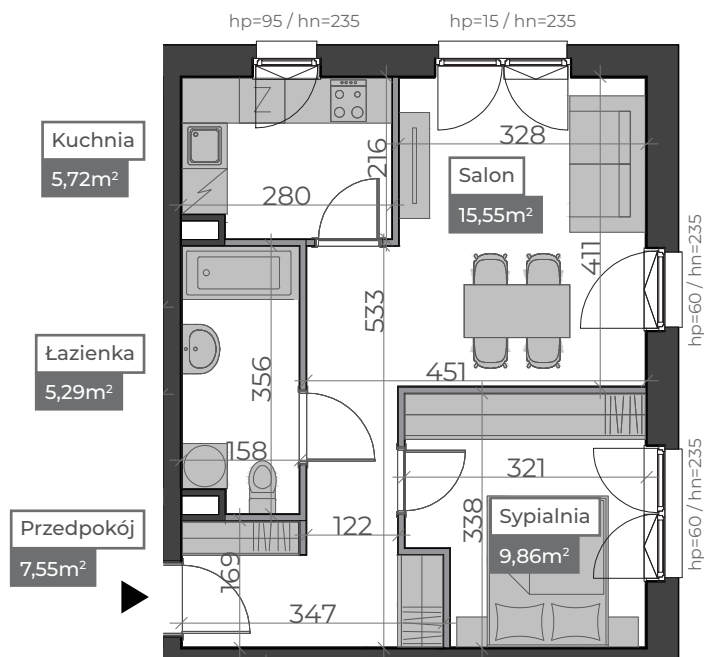 hp=95 / hn=235
hp=15 / hn=235
Kuchnia
5,72m²
216
328
280
Salon
15,55m²
411
hp=60 / hn=235
533
Łazienka
5,29m²
356
451
158
321
hp=60 / hn=235
Przedpokój
7,55m²
122
338
Sypialnia
9,86m²
169
347